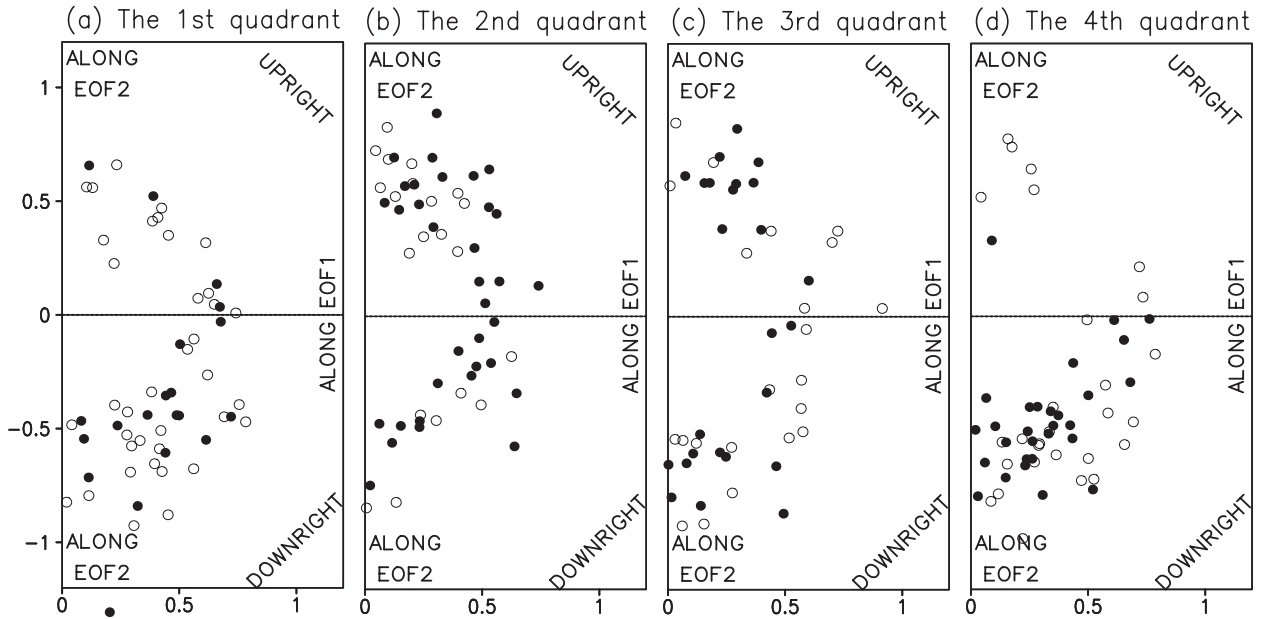 (a) The 1st quadrant
(b) The 2nd quadrant
(c) The 3rd quadrant
(d) The 4th quadrant
ALONG
EOF2
UPRIGHT
ALONG
EOF2
UPRIGHT
ALONG
EOF2
UPRIGHT
ALONG
EOF2
UPRIGHT
1
0.5
0
-0.5
-1
ALONG EOF1
ALONG EOF1
ALONG EOF1
ALONG EOF1
ALONG
EOF2
DOWNRIGHT
ALONG
EOF2
DOWNRIGHT
ALONG
EOF2
DOWNRIGHT
ALONG
EOF2
DOWNRIGHT
0 0.5 1
0 0.5 1
0 0.5 1
0 0.5 1